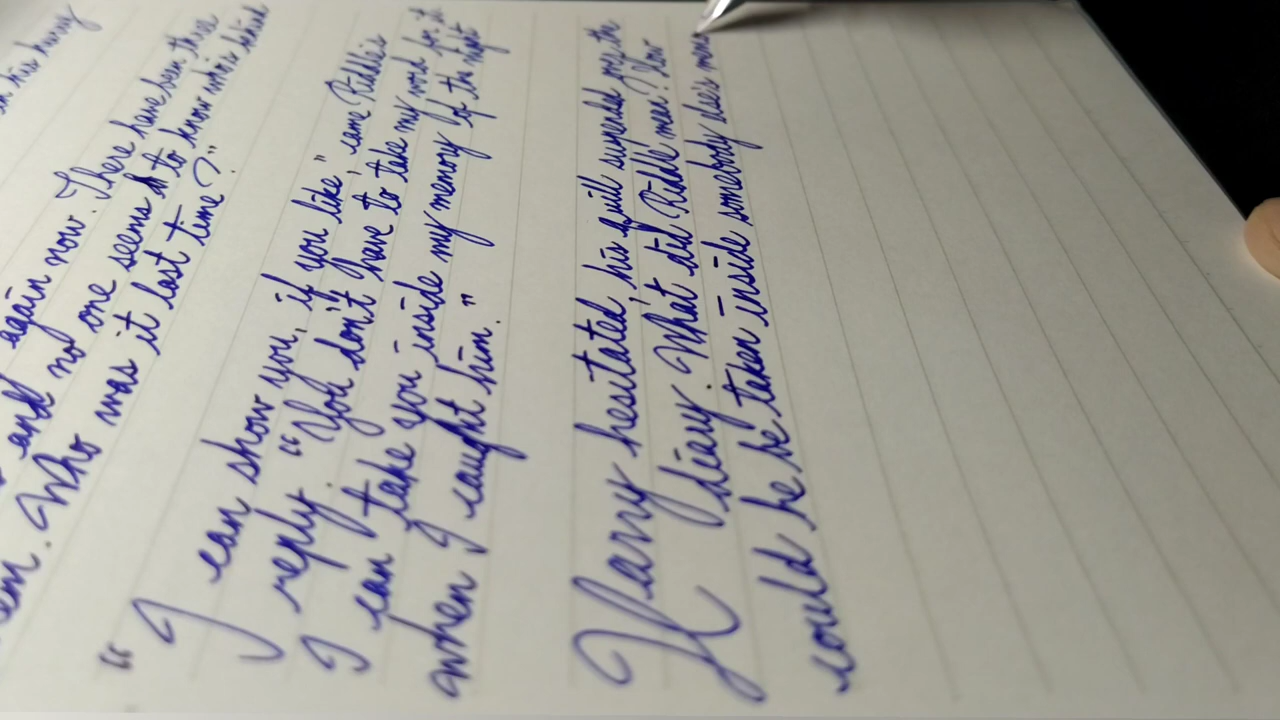 in his hurry
again now. There have been three
and no one seems to know who's behind
them. Who was it last time?"
"I can show you, if you like", came Riddle's
reply. "You don't have to take my word for it.
I can take you inside my memory of the night
when I caught him."
Harry hesitated, his quill suspended over the
diary. What did Riddle mean? How
could he be taken inside somebody else's mem